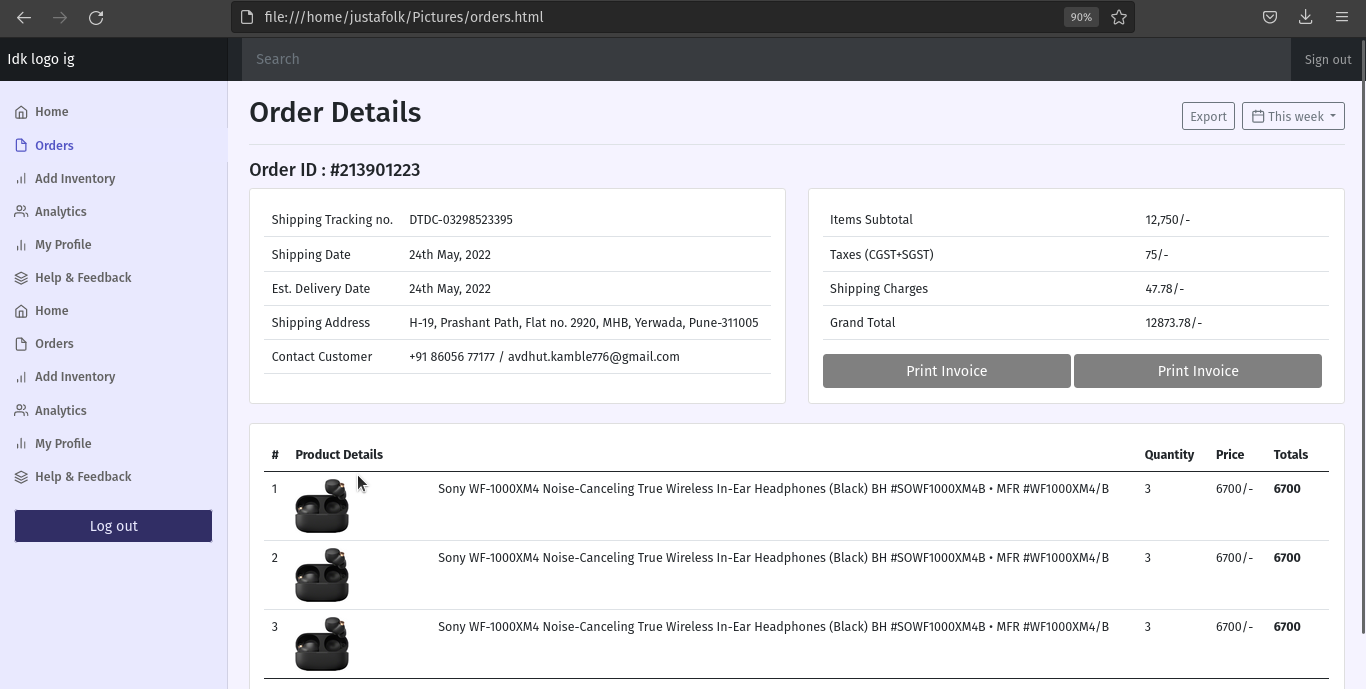 file:///home/justafolk/Pictures/orders.html 90%
Idk logo ig Search Sign out
Home
Orders
Add Inventory
Analytics
My Profile
Help & Feedback
Home
Orders
Add Inventory
Analytics
My Profile
Help & Feedback
Log out
Order Details Export This week
Order ID : #213901223
Shipping Tracking no. DTDC-03298523395
Shipping Date 24th May, 2022
Est. Delivery Date 24th May, 2022
Shipping Address H-19, Prashant Path, Flat no. 2920, MHB, Yerwada, Pune-311005
Contact Customer +91 86056 77177 / avdhut.kamble776@gmail.com
Items Subtotal 12,750/-
Taxes (CGST+SGST) 75/-
Shipping Charges 47.78/-
Grand Total 12873.78/-
Print Invoice Print Invoice
# Product Details Quantity Price Totals
1 Sony WF-1000XM4 Noise-Canceling True Wireless In-Ear Headphones (Black) BH #SOWF1000XM4B • MFR #WF1000XM4/B 3 6700/- 6700
2 Sony WF-1000XM4 Noise-Canceling True Wireless In-Ear Headphones (Black) BH #SOWF1000XM4B • MFR #WF1000XM4/B 3 6700/- 6700
3 Sony WF-1000XM4 Noise-Canceling True Wireless In-Ear Headphones (Black) BH #SOWF1000XM4B • MFR #WF1000XM4/B 3 6700/- 6700